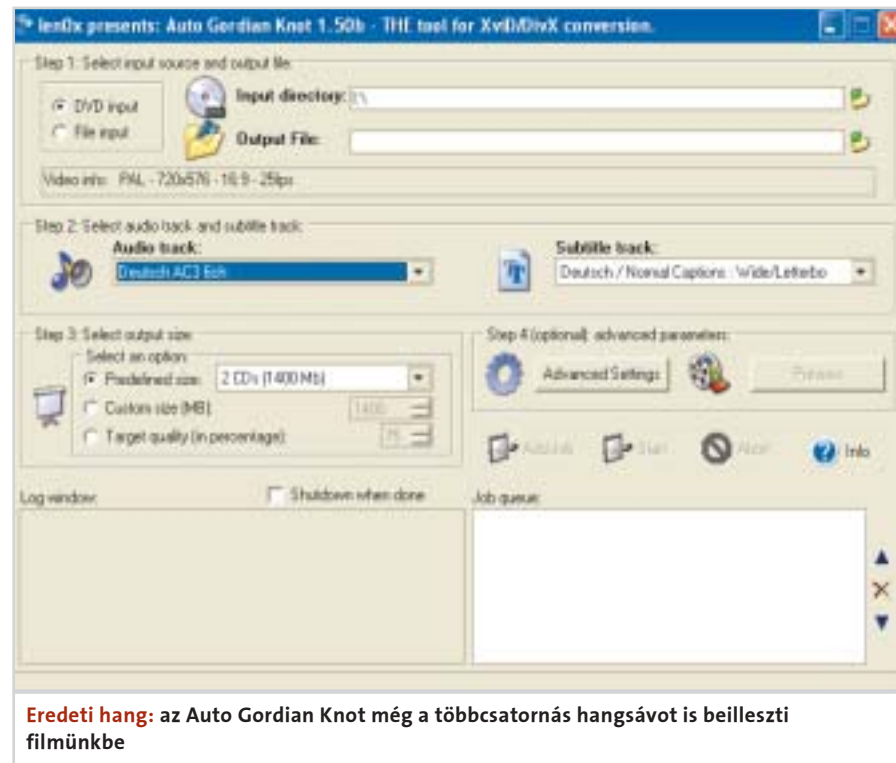 len0x presents: Auto Gordian Knot 1.50b - THE tool for XviD/DivX conversion.
Step 1: Select input source and output file:
DVD input
File input
Input directory:
Output File:
Video info: PAL - 720x576 - 16:9 - 25fps
Step 2: Select audio track and subtitle track:
Audio track:
Deutsch AC3 6ch
Subtitle track:
Deutsch / Normal Captions : Wide/Letterbo
Step 3: Select output size:
Select an option
Predefined size: 2 CDs (1400 Mb)
Custom size (MB): 1400
Target quality (in percentage): 75
Step 4 (optional): advanced parameters:
Advanced Settings
Preview
Add Job
Start
Abort
Info
Log window:
Shutdown when done
Job queue:
Eredeti hang: az Auto Gordian Knot még a többcsatornás hangsávot is beilleszti
filmünkbe